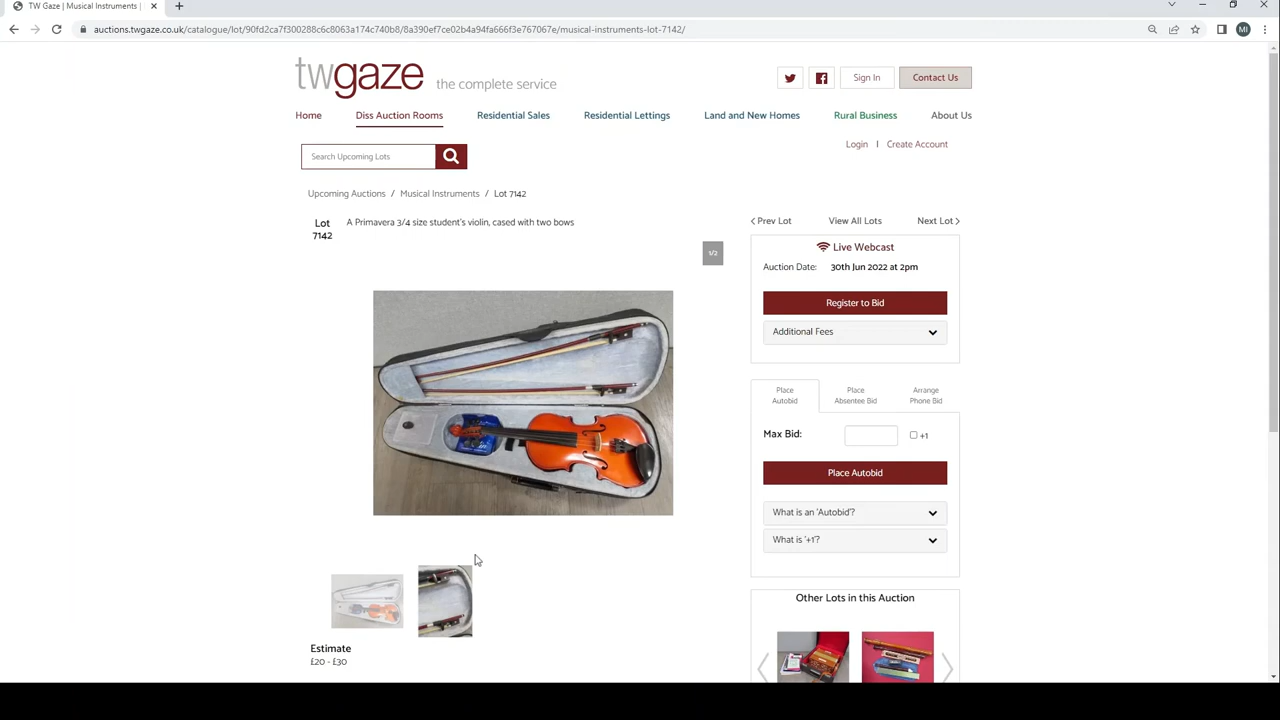 TW Gaze | Musical Instruments |
auctions.twgaze.co.uk/catalogue/lot/90fd2ca7f300288c6c8063a174c740b8/8a390ef7ce02b4a94fa666f3e767067e/musical-instruments-lot-7142/
MI
twgaze the complete service
Sign In
Contact Us
Home
Diss Auction Rooms
Residential Sales
Residential Lettings
Land and New Homes
Rural Business
About Us
Login | Create Account
Search Upcoming Lots
Upcoming Auctions / Musical Instruments / Lot 7142
Lot
7142
A Primavera 3/4 size student's violin, cased with two bows
1/2
Prev Lot
View All Lots
Next Lot
Live Webcast
Auction Date: 30th Jun 2022 at 2pm
Register to Bid
Additional Fees
Place
Autobid
Place
Absentee Bid
Arrange
Phone Bid
Max Bid:
+1
Place Autobid
What is an 'Autobid'?
What is '+1'?
Other Lots in this Auction
Estimate
£20 - £30